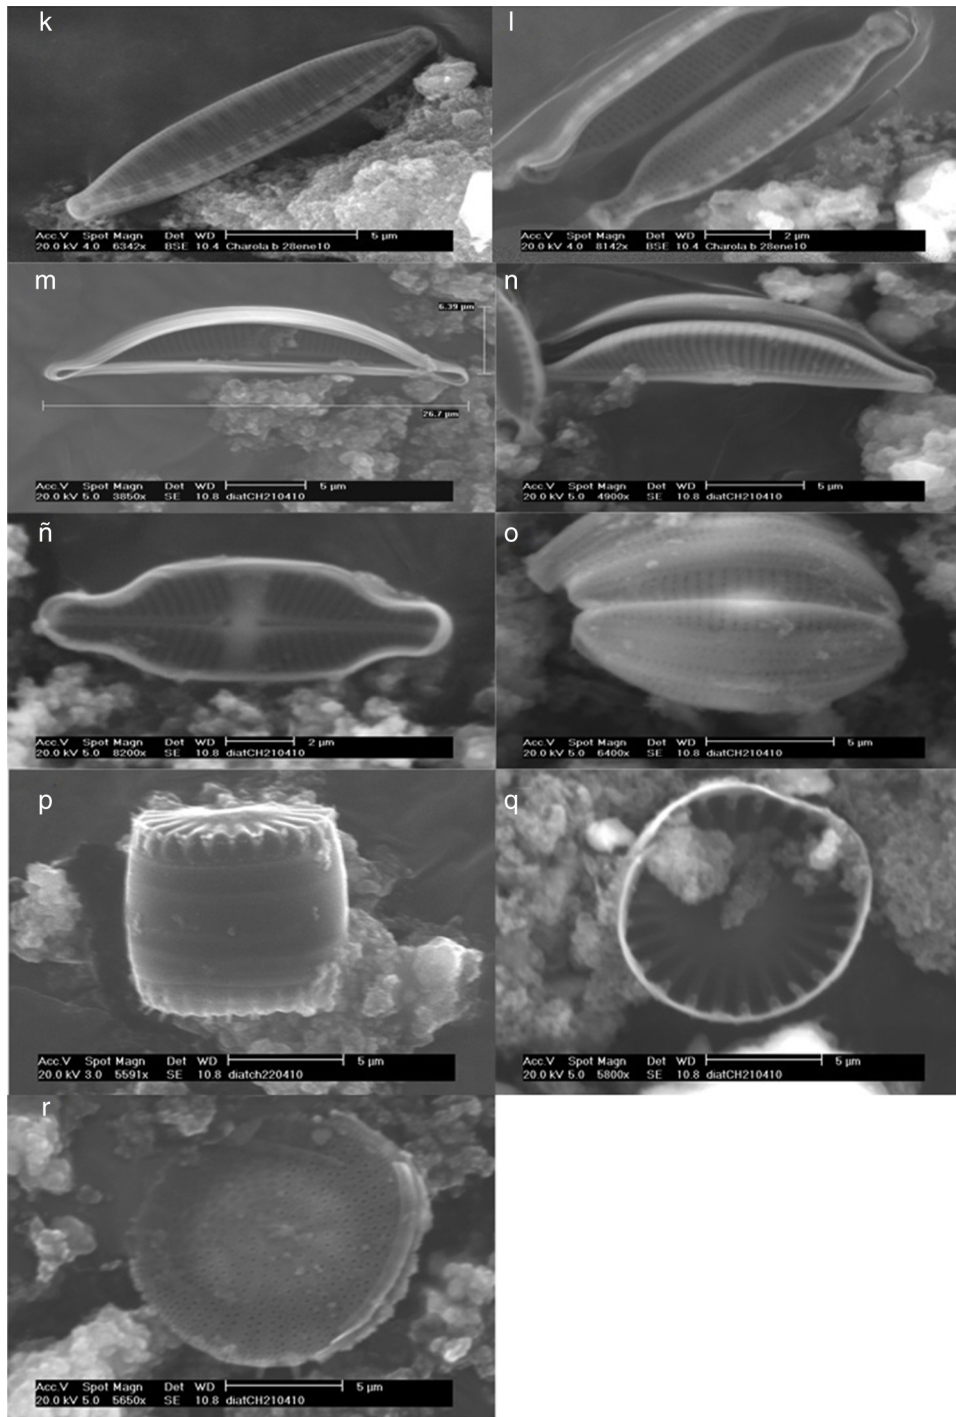 k
Acc.V Spot Magn Det WD 5 µm
20.0 kV 4.0 6342x BSE 10.4 Charola b 28ene10
l
Acc.V Spot Magn Det WD 2 µm
20.0 kV 4.0 8142x BSE 10.4 Charola b 28ene10
m
6.39 µm
26.7 µm
Acc.V Spot Magn Det WD 5 µm
20.0 kV 5.0 3850x SE 10.8 diatCH210410
n
Acc.V Spot Magn Det WD 5 µm
20.0 kV 5.0 4900x SE 10.8 diatCH210410
ñ
Acc.V Spot Magn Det WD 2 µm
20.0 kV 5.0 8200x SE 10.8 diatCH210410
o
Acc.V Spot Magn Det WD 5 µm
20.0 kV 5.0 6400x SE 10.8 diatCH210410
p
Acc.V Spot Magn Det WD 5 µm
20.0 kV 3.0 5591x SE 10.8 diatch220410
q
Acc.V Spot Magn Det WD 5 µm
20.0 kV 5.0 5800x SE 10.8 diatCH210410
r
Acc.V Spot Magn Det WD 5 µm
20.0 kV 5.0 5650x SE 10.8 diatCH210410